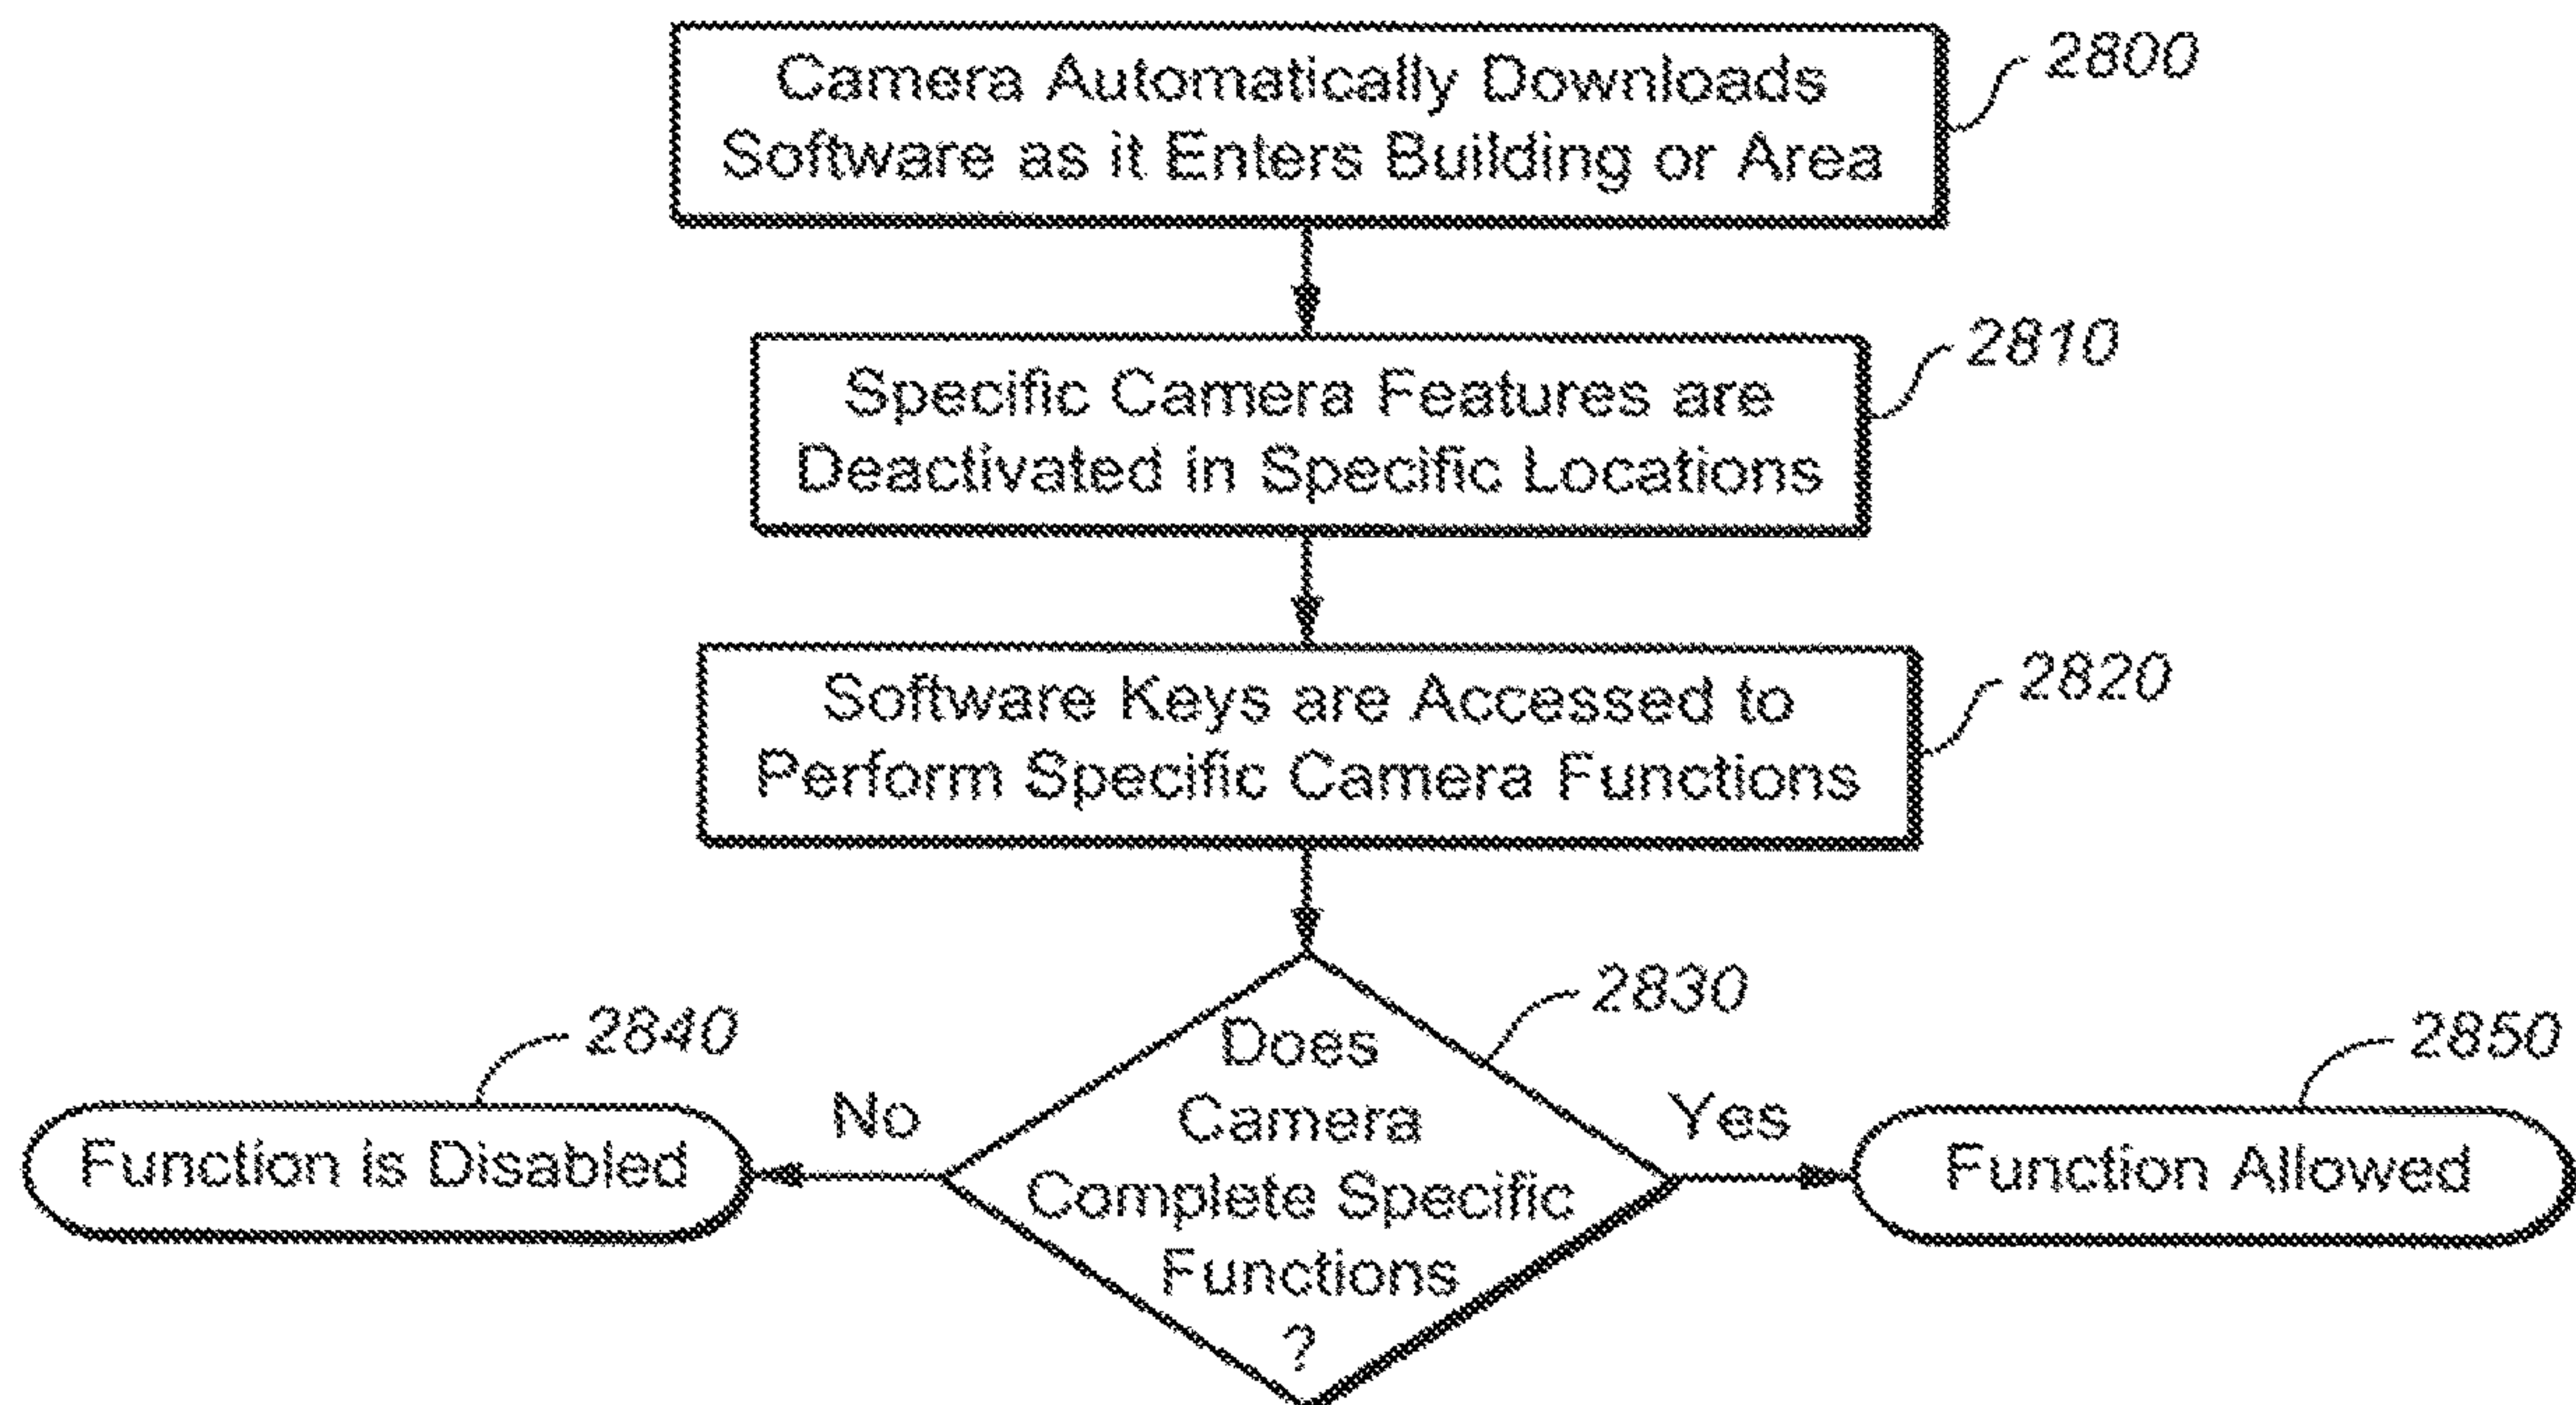 Camera Automatically Downloads
Software as it Enters Building or Area
2800
Specific Camera Features are
Deactivated in Specific Locations
2810
Software Keys are Accessed to
Perform Specific Camera Functions
2820
Does
Camera
Complete Specific
Functions
?
2830
No
Function is Disabled
2840
Yes
Function Allowed
2850